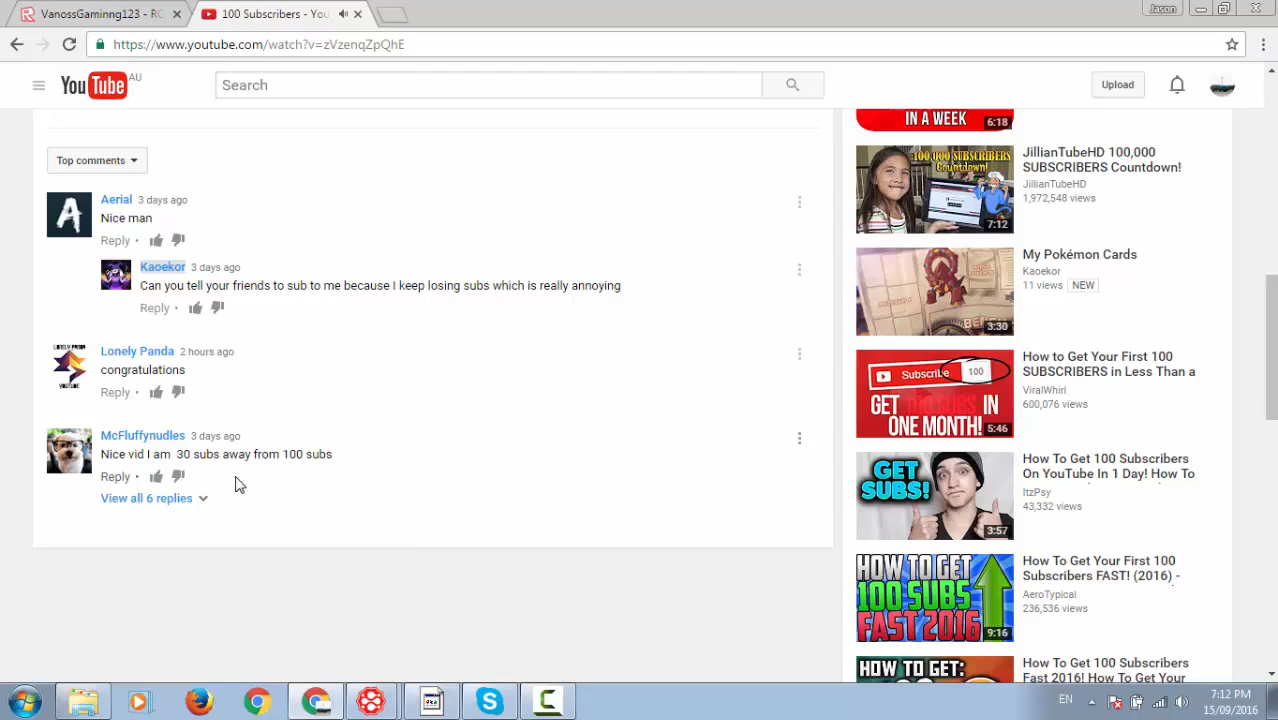 VanossGaminng123 - RC
100 Subscribers - You
Jason
https://www.youtube.com/watch?v=zVzenqZpQhE
YouTube AU
Search
Upload
Top comments
Aerial 3 days ago
Nice man
Reply •
Kaoekor 3 days ago
Can you tell your friends to sub to me because I keep losing subs which is really annoying
Reply •
Lonely Panda 2 hours ago
congratulations
Reply •
McFluffynudles 3 days ago
Nice vid I am 30 subs away from 100 subs
Reply •
View all 6 replies
LONELY PANDA
YOUTUBE
IN A WEEK
6:18
100,000 SUBSCRIBERS
Countdown!
7:12
JillianTubeHD 100,000
SUBSCRIBERS Countdown!
JillianTubeHD
1,972,548 views
3:30
My Pokémon Cards
Kaoekor
11 views NEW
Subscribe 100
GET 100 SUBS IN
ONE MONTH!
5:46
How to Get Your First 100
SUBSCRIBERS in Less Than a
ViralWhirl
600,076 views
GET
SUBS!
3:57
How To Get 100 Subscribers
On YouTube In 1 Day! How To
ItzPsy
43,332 views
HOW TO GET
100 SUBS
FAST 2016
9:16
How To Get Your First 100
Subscribers FAST! (2016) -
AeroTypical
236,536 views
HOW TO GET:
How To Get 100 Subscribers
Fast 2016! How To Get Your
EN
7:12 PM
15/09/2016